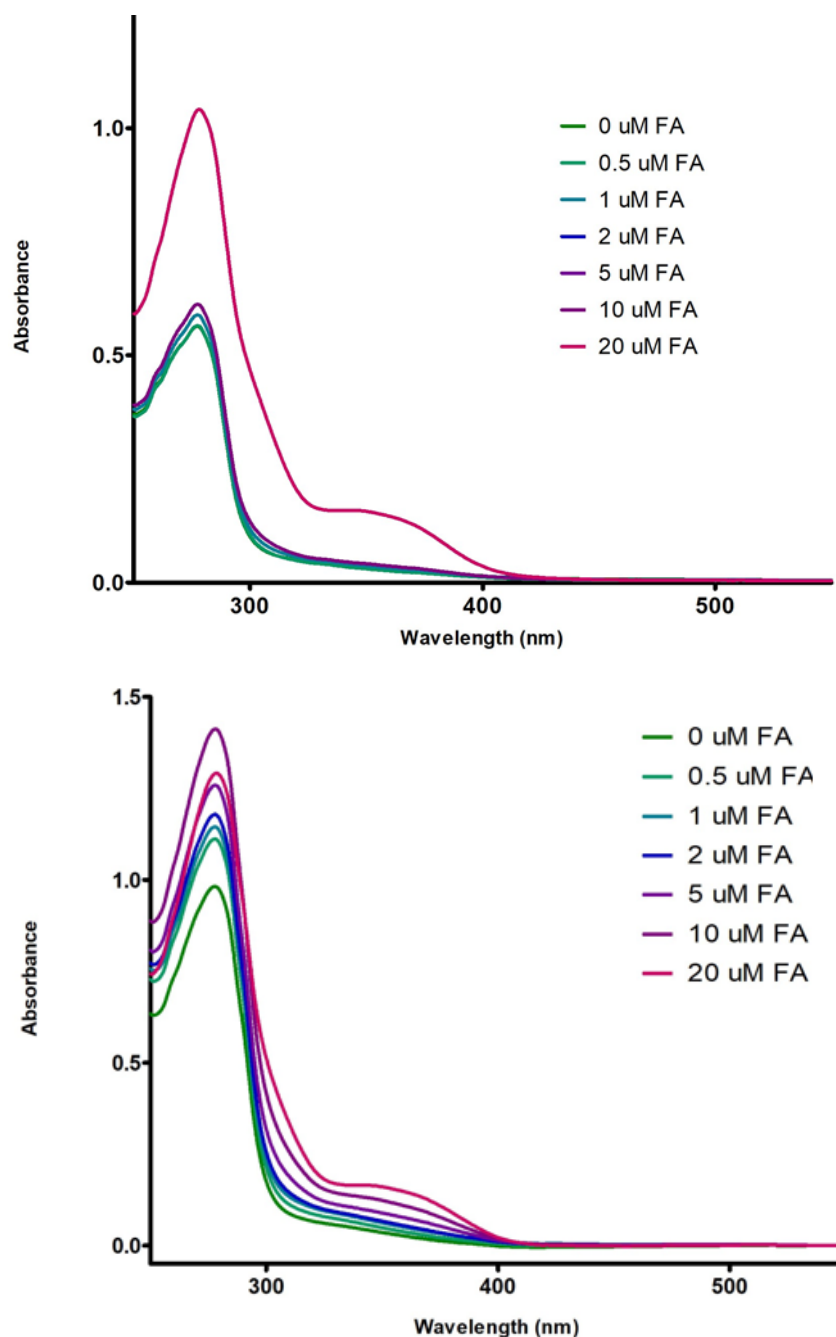 1.0
0.5
0.0
Absorbance
300
400
500
Wavelength (nm)
0 uM FA
0.5 uM FA
1 uM FA
2 uM FA
5 uM FA
10 uM FA
20 uM FA
1.5
1.0
0.5
0.0
Absorbance
300
400
500
Wavelength (nm)
0 uM FA
0.5 uM FA
1 uM FA
2 uM FA
5 uM FA
10 uM FA
20 uM FA